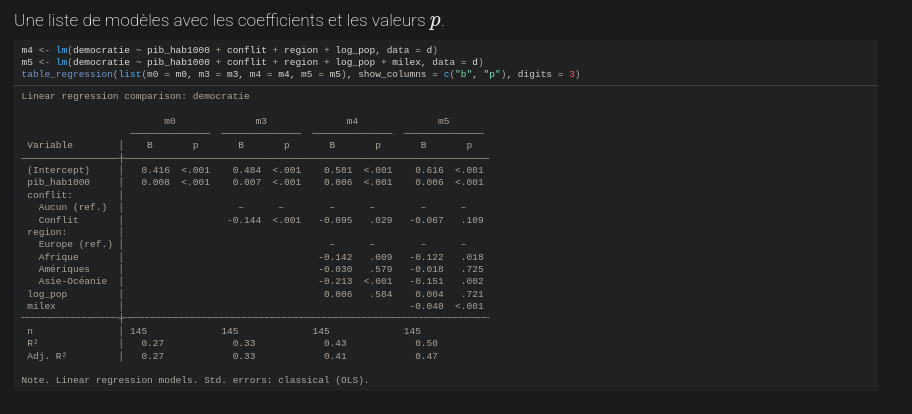 Une liste de modèles avec les coefficients et les valeurs p.
m4 <- lm(democratie ~ pib_hab1000 + conflit + region + log_pop, data = d)
m5 <- lm(democratie ~ pib_hab1000 + conflit + region + log_pop + milex, data = d)
table_regression(list(m0 = m0, m3 = m3, m4 = m4, m5 = m5), show_columns = c("b", "p"), digits = 3)
Linear regression comparison: democratie
m0 m3 m4 m5
Variable B p B p B p B p
(Intercept) 0.416 <.001 0.484 <.001 0.581 <.001 0.616 <.001
pib_hab1000 0.008 <.001 0.007 <.001 0.006 <.001 0.006 <.001
conflit:
Aucun (ref.) – – – – – –
Conflit -0.144 <.001 -0.095 .029 -0.067 .109
region:
Europe (ref.) – – – –
Afrique -0.142 .009 -0.122 .018
Amériques -0.030 .579 -0.018 .725
Asie-Océanie -0.213 <.001 -0.151 .002
log_pop 0.006 .584 0.004 .721
milex -0.040 <.001
n 145 145 145 145
R² 0.27 0.33 0.43 0.50
Adj. R² 0.27 0.33 0.41 0.47
Note. Linear regression models. Std. errors: classical (OLS).